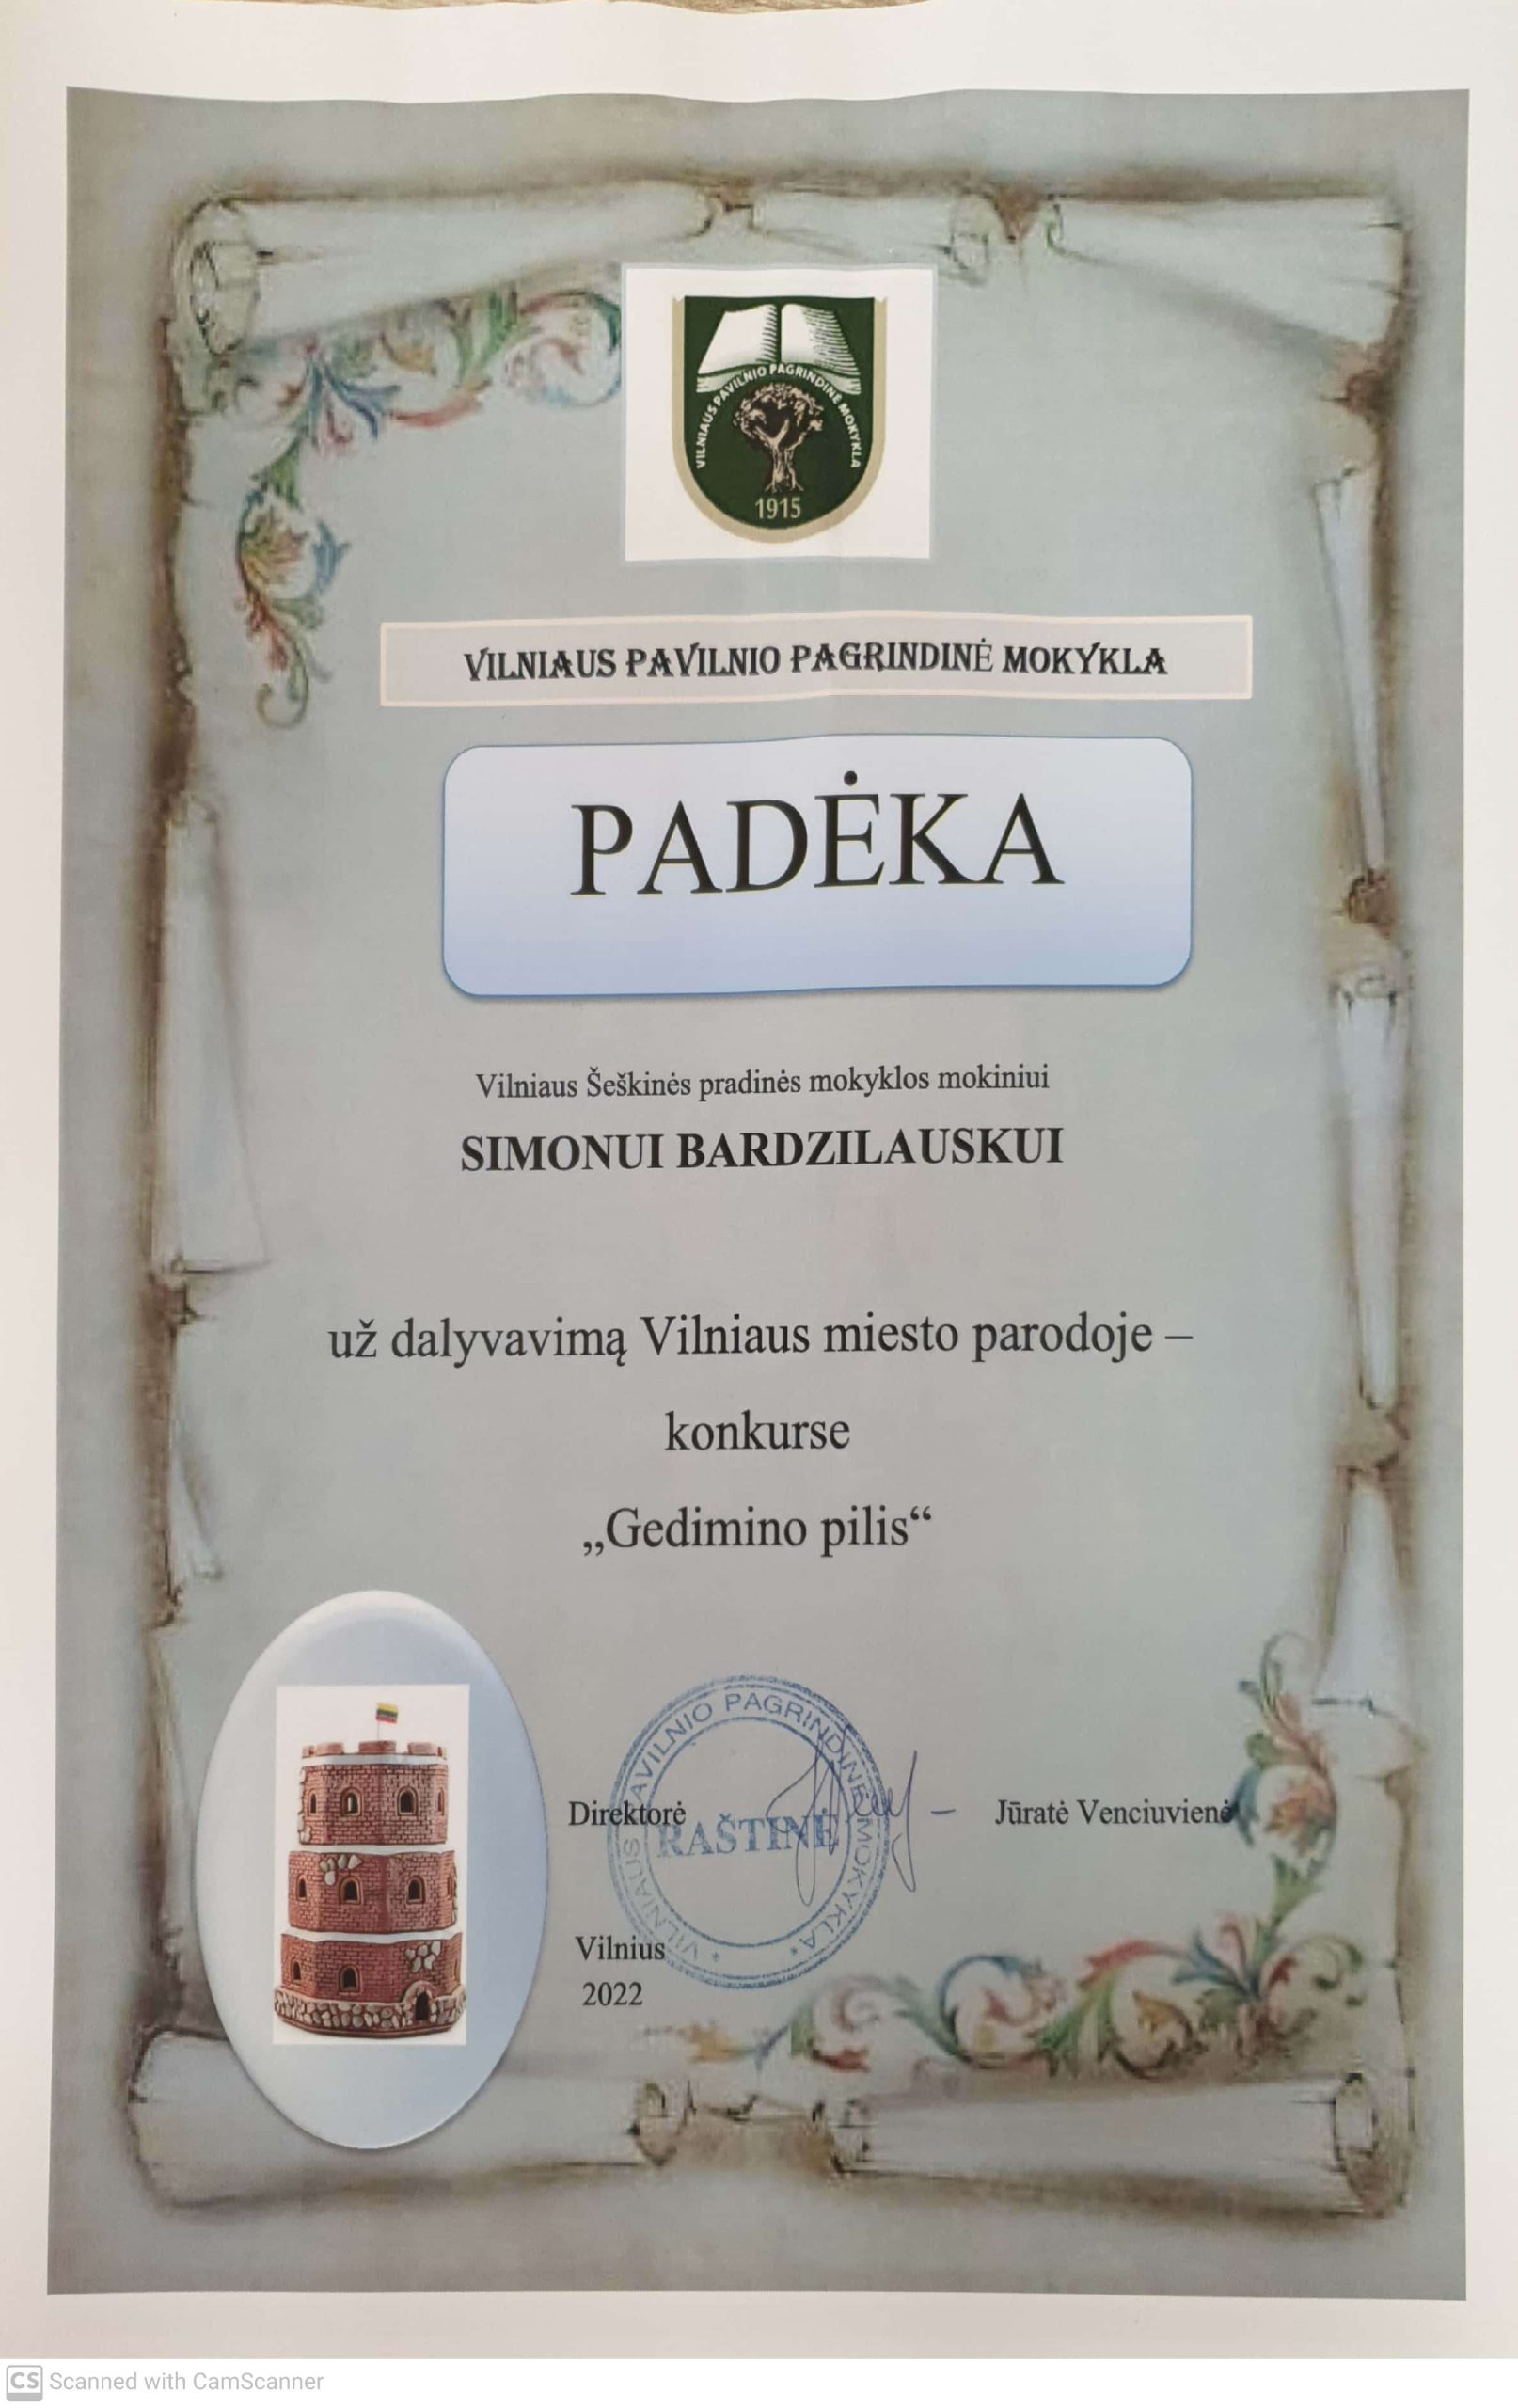 VILNIAUS PAVILNIO PAGRINDINĖ MOKYKLA
1915
VILNIAUS PAVILNIO PAGRINDINĖ MOKYKLA
PADĖKA
Vilniaus Šeškinės pradinės mokyklos mokiniui
SIMONUI BARDZILAUSKUI
už dalyvavimą Vilniaus miesto parodoje –
konkurse
„Gedimino pilis“
VILNIAUS PAVILNIO PAGRINDINĖ MOKYKLA
RAŠTINĖ
Direktorė
Jūratė Venciuvienė
Vilnius
2022
CS Scanned with CamScanner